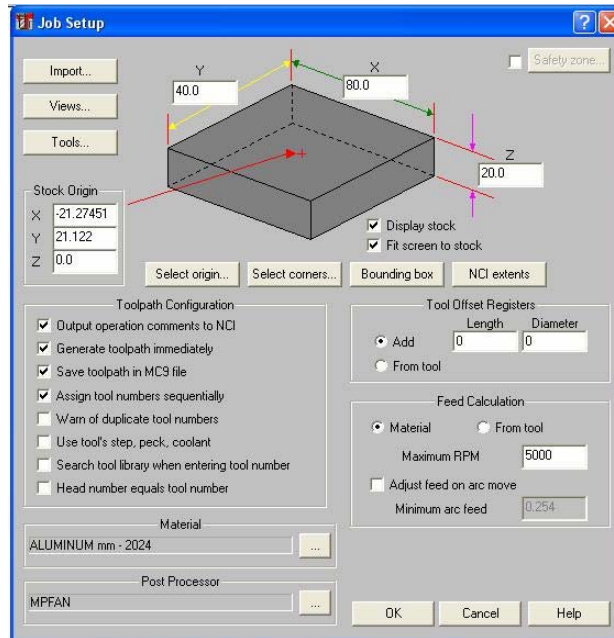 Job Setup
Import...
Views...
Tools...
Y
40.0
X
80.0
Safety zone...
Z
20.0
Stock Origin
X -21.27451
Y 21.122
Z 0.0
Display stock
Fit screen to stock
Select origin... Select corners... Bounding box NCI extents
Toolpath Configuration
Output operation comments to NCI
Generate toolpath immediately
Save toolpath in MC9 file
Assign tool numbers sequentially
Warn of duplicate tool numbers
Use tool's step, peck, coolant
Search tool library when entering tool number
Head number equals tool number
Tool Offset Registers
Length Diameter
Add 0 0
From tool
Feed Calculation
Material From tool
Maximum RPM 5000
Adjust feed on arc move
Minimum arc feed 0.254
Material
ALUMINUM mm - 2024 ...
Post Processor
MPFAN ...
OK Cancel Help